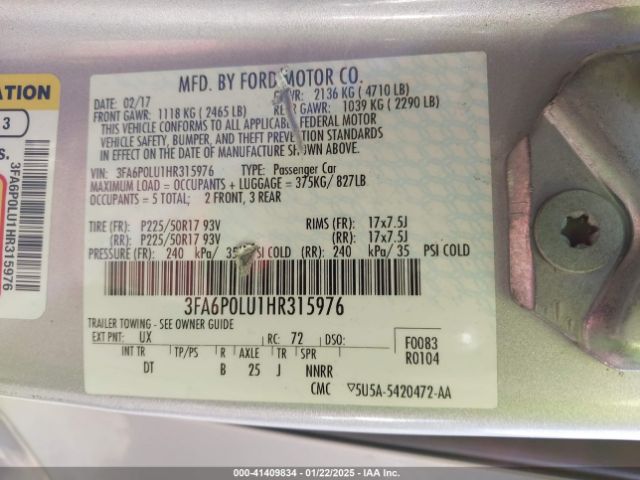 ATION
3
s.
3FA6P0LU1HR315976
MFD. BY FORD MOTOR CO.
DATE: 02/17 GVWR: 2136 KG ( 4710 LB)
FRONT GAWR: 1118 KG ( 2465 LB) REAR GAWR: 1039 KG ( 2290 LB)
THIS VEHICLE CONFORMS TO ALL APPLICABLE FEDERAL MOTOR
VEHICLE SAFETY, BUMPER, AND THEFT PREVENTION STANDARDS
IN EFFECT ON THE DATE OF MANUFACTURE SHOWN ABOVE.
VIN: 3FA6P0LU1HR315976 TYPE: Passenger Car
MAXIMUM LOAD = OCCUPANTS + LUGGAGE = 375KG/ 827LB
OCCUPANTS = 5 TOTAL; 2 FRONT, 3 REAR
TIRE (FR): P225/50R17 93V RIMS (FR): 17x7.5J
(RR): P225/50R17 93V (RR): 17x7.5J
PRESSURE (FR): 240 kPa/ 35 PSI COLD (RR): 240 kPa/ 35 PSI COLD
3FA6P0LU1HR315976
TRAILER TOWING - SEE OWNER GUIDE
EXT PNT: UX RC: 72 DSO: F0083
R0104
INT TR TP/PS R AXLE TR SPR
DT B 25 J NNRR
CMC ▽5U5A-5420472-AA
000-41409834 | 01/22/2025 | IAA Inc.